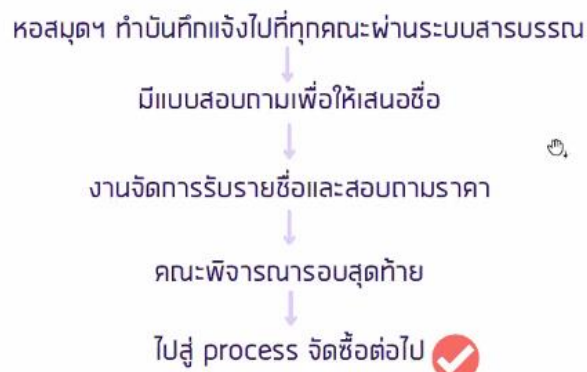 หอสมุดฯ ทำบันทึกแจ้งไปที่ทุกคณะผ่านระบบสารบรรณ
มีแบบสอบถามเพื่อให้เสนอชื่อ
งานจัดการรับรายชื่อและสอบถามราคา
คณะพิจารณารอบสุดท้าย
ไปสู่ process จัดซื้อต่อไป